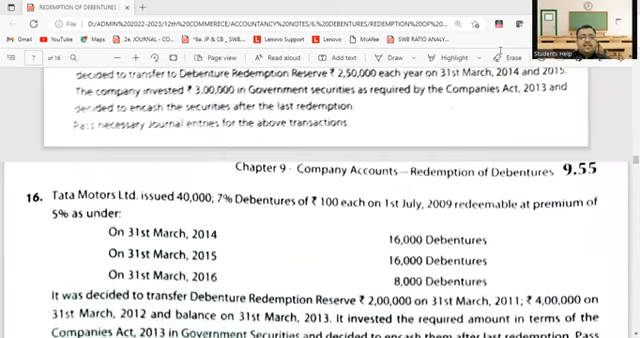 REDEMPTION OF DEBENTURES
File D:/ADMIN%202022-2023/12th%20COMMERECE/ACCOUNTANCY%20NOTES/6.%20DEBENTURES/REDEMPTION%20OF%20...
Gmail YouTube Maps 2e. JOURNAL - CO... *6a. JP & CB _SWB.... Lenovo Support Lenovo McAfee SWB RATIO ANALY...
7 of 16 Page view Read aloud Add text Draw Highlight Erase
Students Help
decided to transfer to Debenture Redemption Reserve ₹ 2,50,000 each year on 31st March, 2014 and 2015.
The company invested ₹ 3,00,000 in Government securities as required by the Companies Act, 2013 and
decided to encash the securities after the last redemption.
Pass necessary Journal entries for the above transactions.
Chapter 9 · Company Accounts—Redemption of Debentures 9.55
16. Tata Motors Ltd. issued 40,000; 7% Debentures of ₹ 100 each on 1st July, 2009 redeemable at premium of
5% as under:
On 31st March, 2014 16,000 Debentures
On 31st March, 2015 16,000 Debentures
On 31st March, 2016 8,000 Debentures
It was decided to transfer Debenture Redemption Reserve ₹ 2,00,000 on 31st March, 2011; ₹ 4,00,000 on
31st March, 2012 and balance on 31st March, 2013. It invested the required amount in terms of the
Companies Act, 2013 in Government Securities and decided to encash them after last redemption. Pass